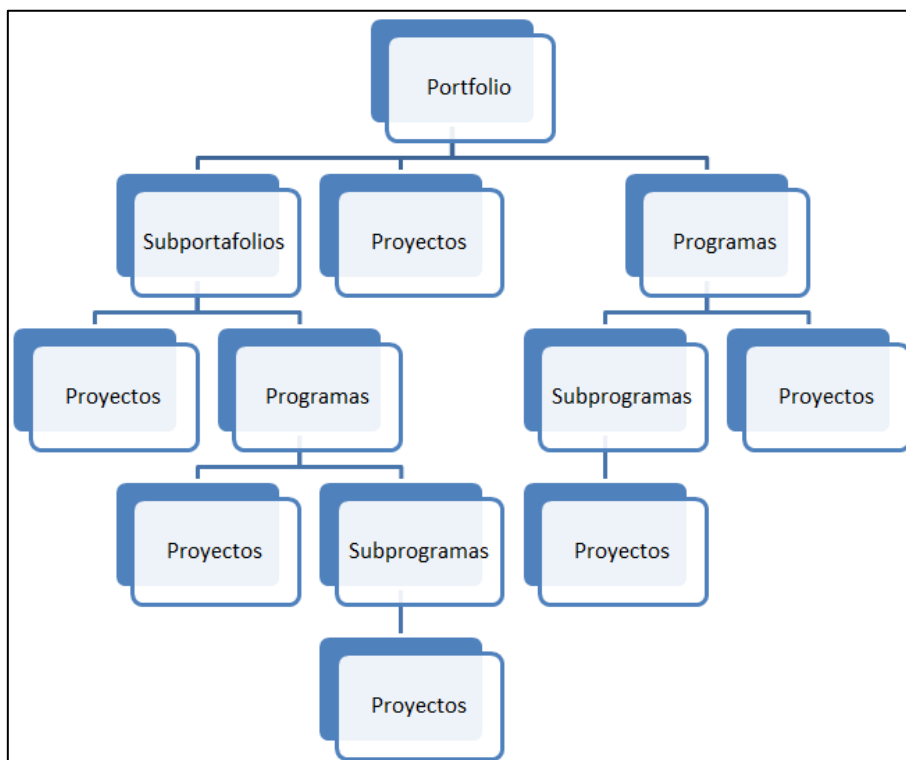 Portfolio
Subportafolios
Proyectos
Programas
Proyectos
Programas
Subprogramas
Proyectos
Proyectos
Subprogramas
Proyectos
Proyectos